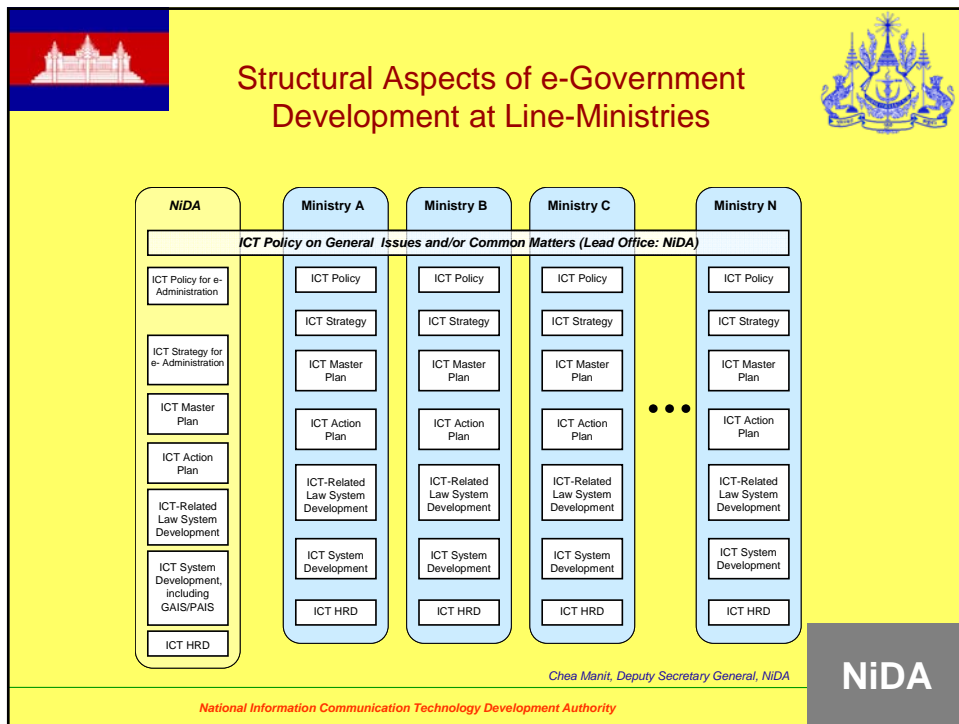 Structural Aspects of e-Government
Development at Line-Ministries
NiDA
Ministry A
Ministry B
Ministry C
Ministry N
ICT Policy on General Issues and/or Common Matters (Lead Office: NiDA)
ICT Policy for e-
Administration
ICT Strategy for
e- Administration
ICT Master
Plan
ICT Action
Plan
ICT-Related
Law System
Development
ICT System
Development,
including
GAIS/PAIS
ICT HRD
ICT Policy
ICT Strategy
ICT Master
Plan
ICT Action
Plan
ICT-Related
Law System
Development
ICT System
Development
ICT HRD
ICT Policy
ICT Strategy
ICT Master
Plan
ICT Action
Plan
ICT-Related
Law System
Development
ICT System
Development
ICT HRD
ICT Policy
ICT Strategy
ICT Master
Plan
ICT Action
Plan
ICT-Related
Law System
Development
ICT System
Development
ICT HRD
•••
ICT Policy
ICT Strategy
ICT Master
Plan
ICT Action
Plan
ICT-Related
Law System
Development
ICT System
Development
ICT HRD
Chea Manit, Deputy Secretary General, NiDA
National Information Communication Technology Development Authority
NiDA